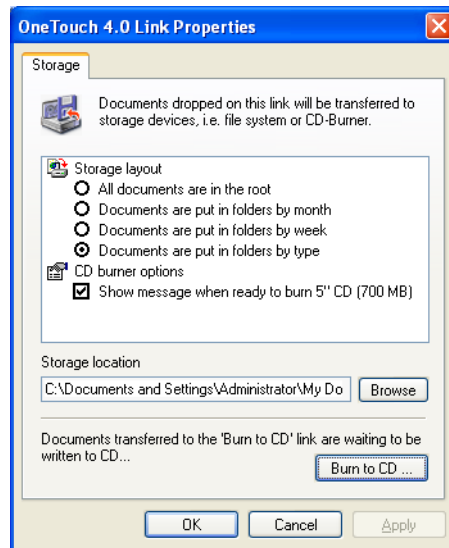 OneTouch 4.0 Link Properties
Storage
Documents dropped on this link will be transferred to
storage devices, i.e. file system or CD-Burner.
Storage layout
All documents are in the root
Documents are put in folders by month
Documents are put in folders by week
Documents are put in folders by type
CD burner options
Show message when ready to burn 5" CD (700 MB)
Storage location
C:\Documents and Settings\Administrator\My Do
Browse
Documents transferred to the 'Burn to CD' link are waiting to be
written to CD...
Burn to CD ...
OK Cancel Apply